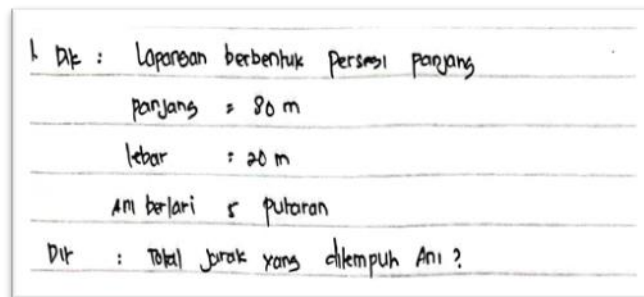 1. Dik : Lapangan berbentuk persegi panjang
panjang = 80 m
lebar : 20 m
Ani berlari 5 putaran
Dit : Total jarak yang ditempuh Ani ?